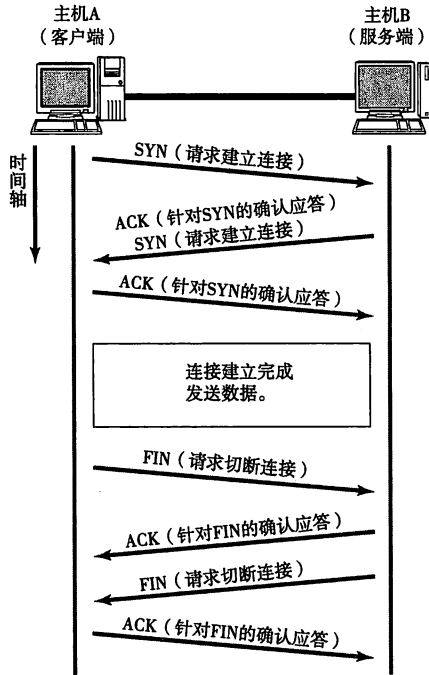 主机A
（客户端）
主机B
（服务端）
时间轴
SYN（请求建立连接）
ACK（针对SYN的确认应答）
SYN（请求建立连接）
ACK（针对SYN的确认应答）
连接建立完成
发送数据。
FIN（请求切断连接）
ACK（针对FIN的确认应答）
FIN（请求切断连接）
ACK（针对FIN的确认应答）